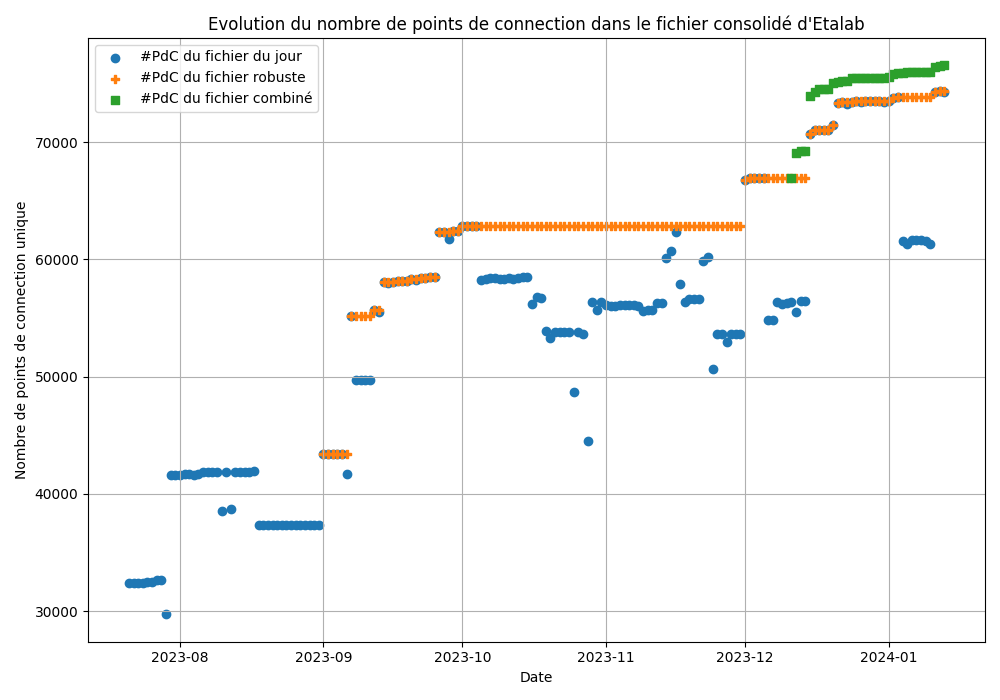 Evolution du nombre de points de connection dans le fichier consolidé d'Etalab
#PdC du fichier du jour
#PdC du fichier robuste
#PdC du fichier combiné
Nombre de points de connection unique
70000
60000
50000
40000
30000
2023-08
2023-09
2023-10
2023-11
2023-12
2024-01
Date